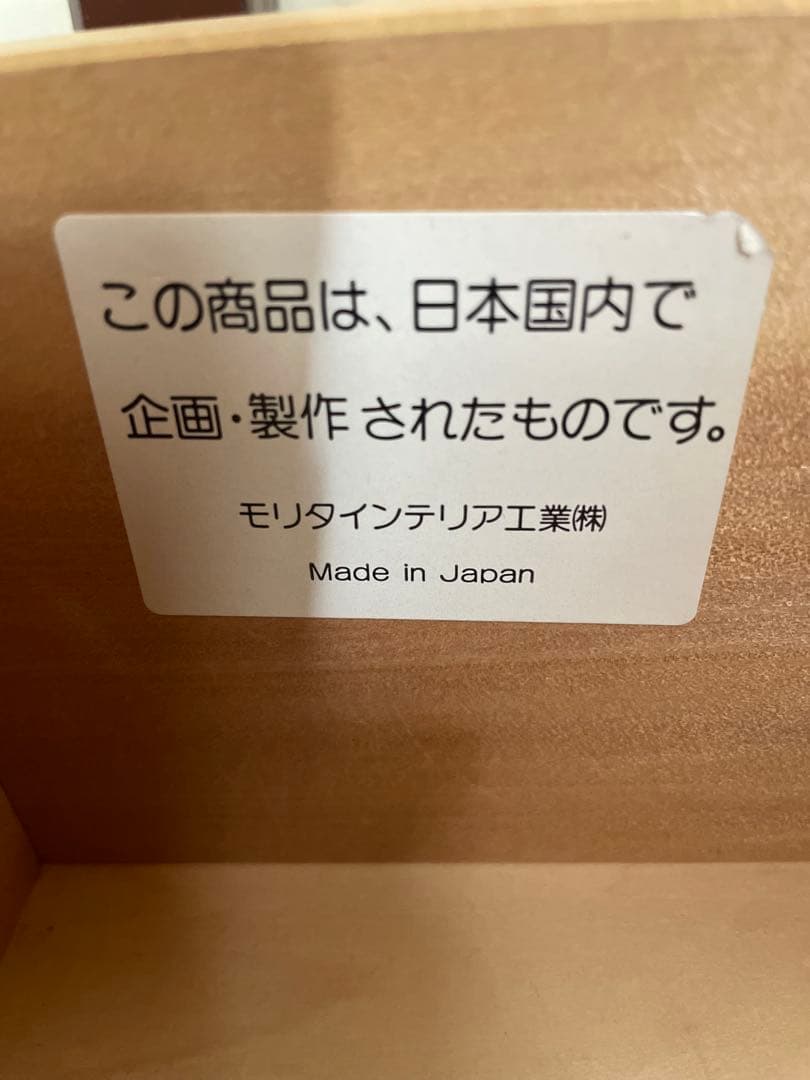 この商品は、日本国内で
企画・製作されたものです。
モリタインテリア工業㈱
Made in Japan